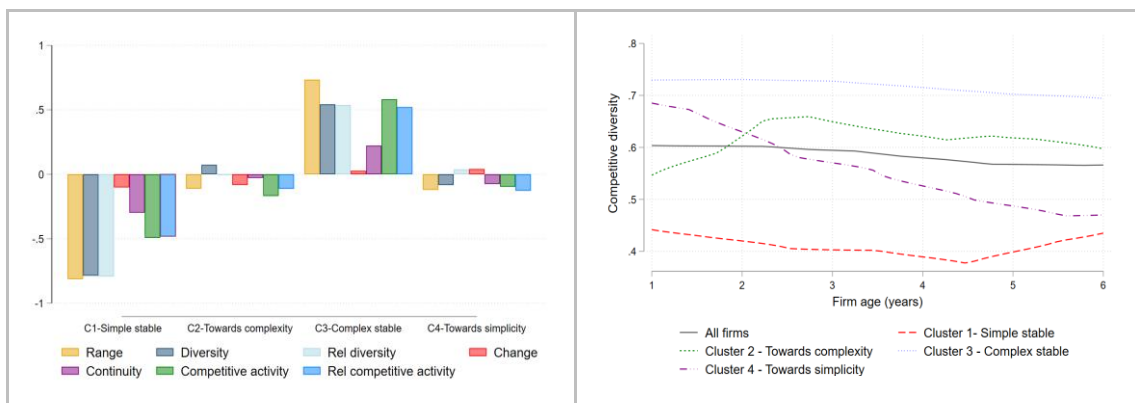 1
.5
0
-.5
-1
C1-Simple stable C2-Towards complexity C3-Complex stable C4-Towards simplicity
Range Diversity Rel diversity Change
Continuity Competitive activity Rel competitive activity
Competitive diversity
.8
.7
.6
.5
.4
1 2 3 4 5 6
Firm age (years)
All firms Cluster 1- Simple stable
Cluster 2 - Towards complexity Cluster 3 - Complex stable
Cluster 4 - Towards simplicity